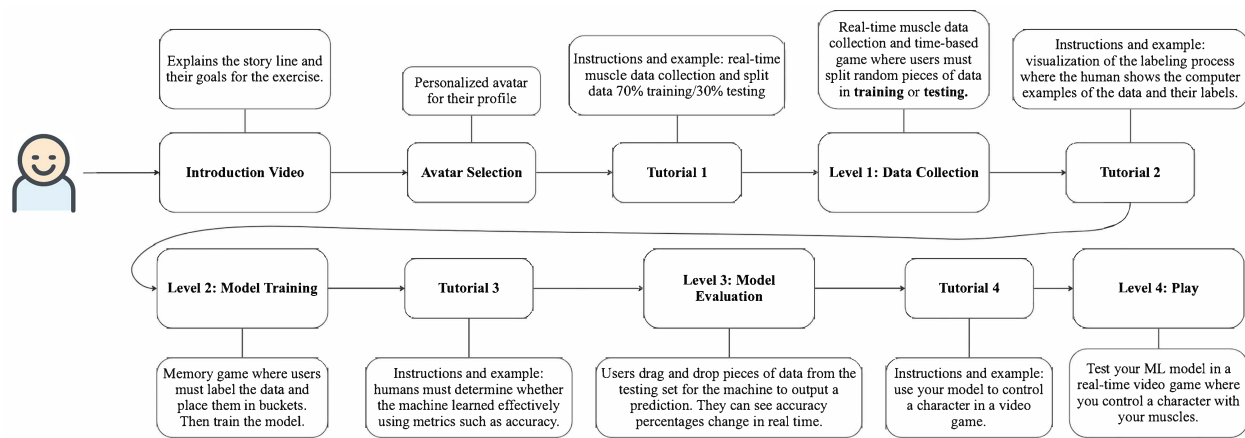 Explains the story line and
their goals for the exercise.
Personalized avatar
for their profile
Instructions and example: real-time
muscle data collection and split
data 70% training/30% testing
Real-time muscle data
collection and time-based
game where users must
split random pieces of data
in training or testing.
Instructions and example:
visualization of the labeling process
where the human shows the computer
examples of the data and their labels.
Introduction Video
Avatar Selection
Tutorial 1
Level 1: Data Collection
Tutorial 2
Level 2: Model Training
Tutorial 3
Level 3: Model
Evaluation
Tutorial 4
Level 4: Play
Memory game where users
must label the data and
place them in buckets.
Then train the model.
Instructions and example:
humans must determine whether
the machine learned effectively
using metrics such as accuracy.
Users drag and drop pieces of data from the
testing set for the machine to output a
prediction. They can see accuracy
percentages change in real time.
Instructions and example:
use your model to control
a character in a video
game.
Test your ML model in a
real-time video game where
you control a character with
your muscles.